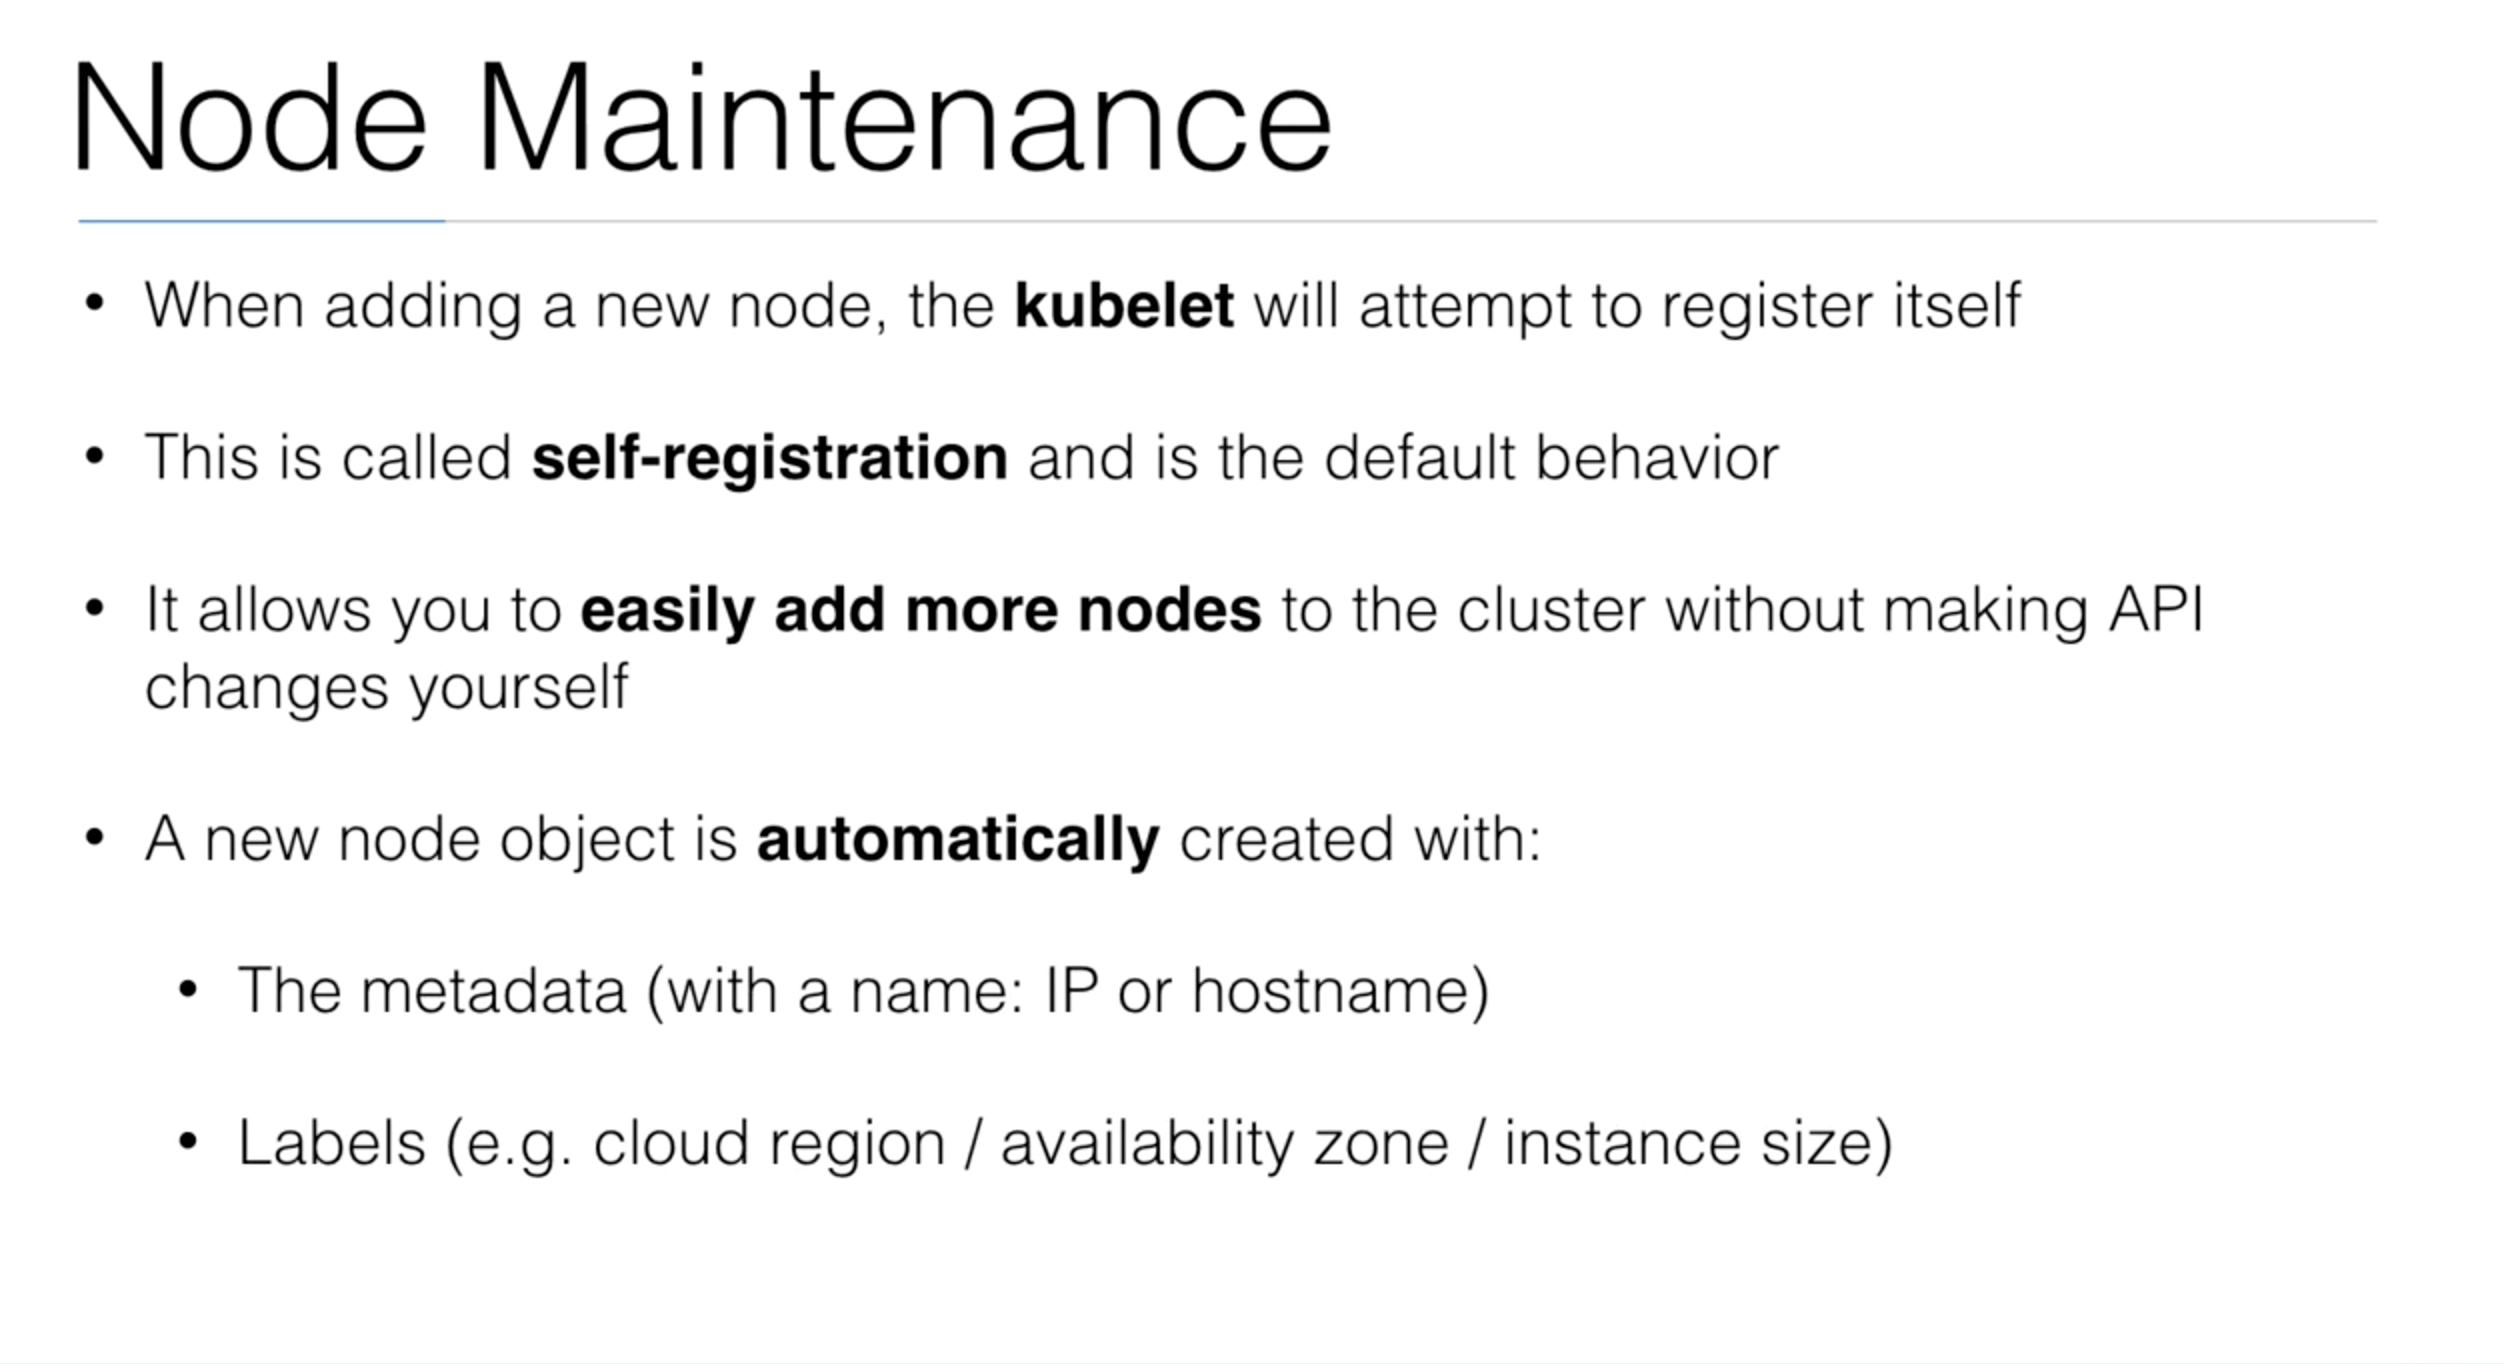 Node Maintenance
• When adding a new node, the kubelet will attempt to register itself
• This is called self-registration and is the default behavior
• It allows you to easily add more nodes to the cluster without making API
changes yourself
• A new node object is automatically created with:
• The metadata (with a name: IP or hostname)
• Labels (e.g. cloud region / availability zone / instance size)